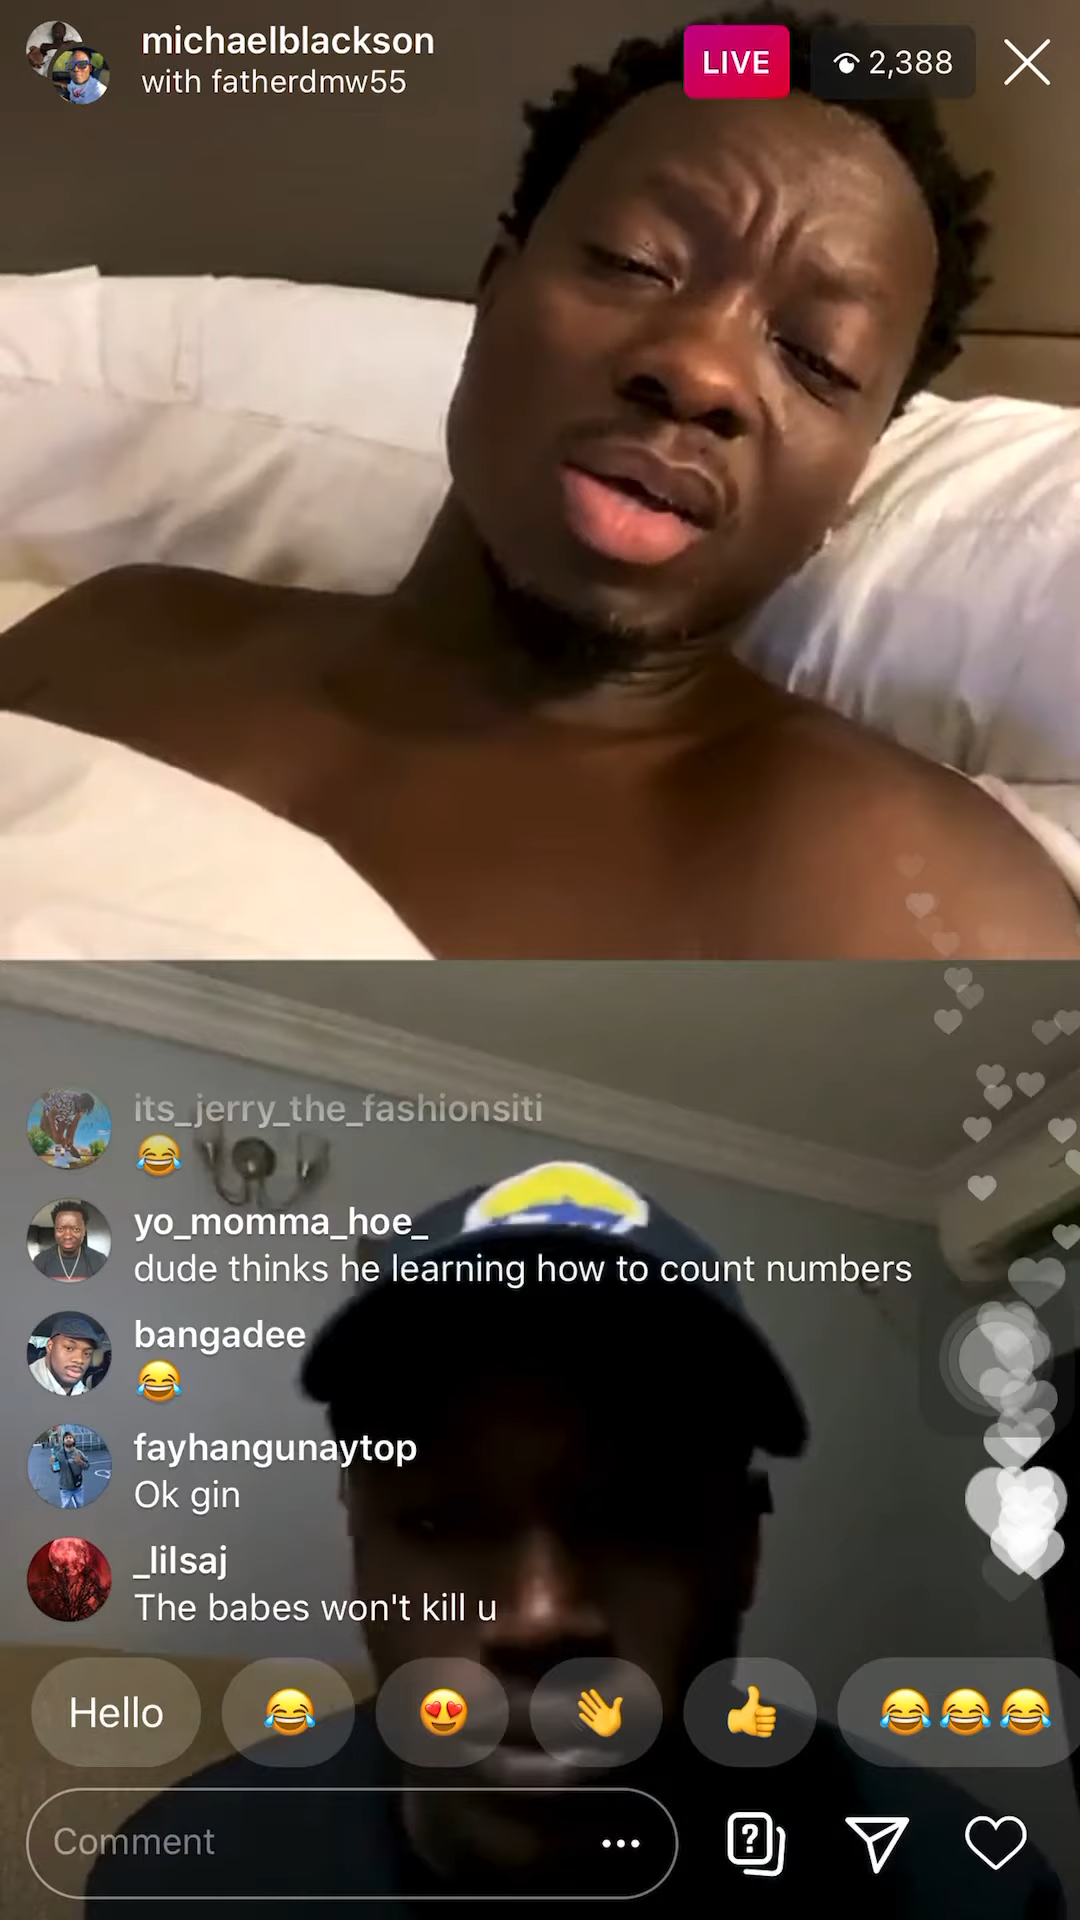 michaelblackson
with fatherdmw55
LIVE
2,388
its_jerry_the_fashionsiti
😂
yo_momma_hoe_
dude thinks he learning how to count numbers
bangadee
😂
fayhangunaytop
Ok gin
_lilsaj
The babes won't kill u
Hello 😂 😍 👋 👍 😂😂😂
Comment